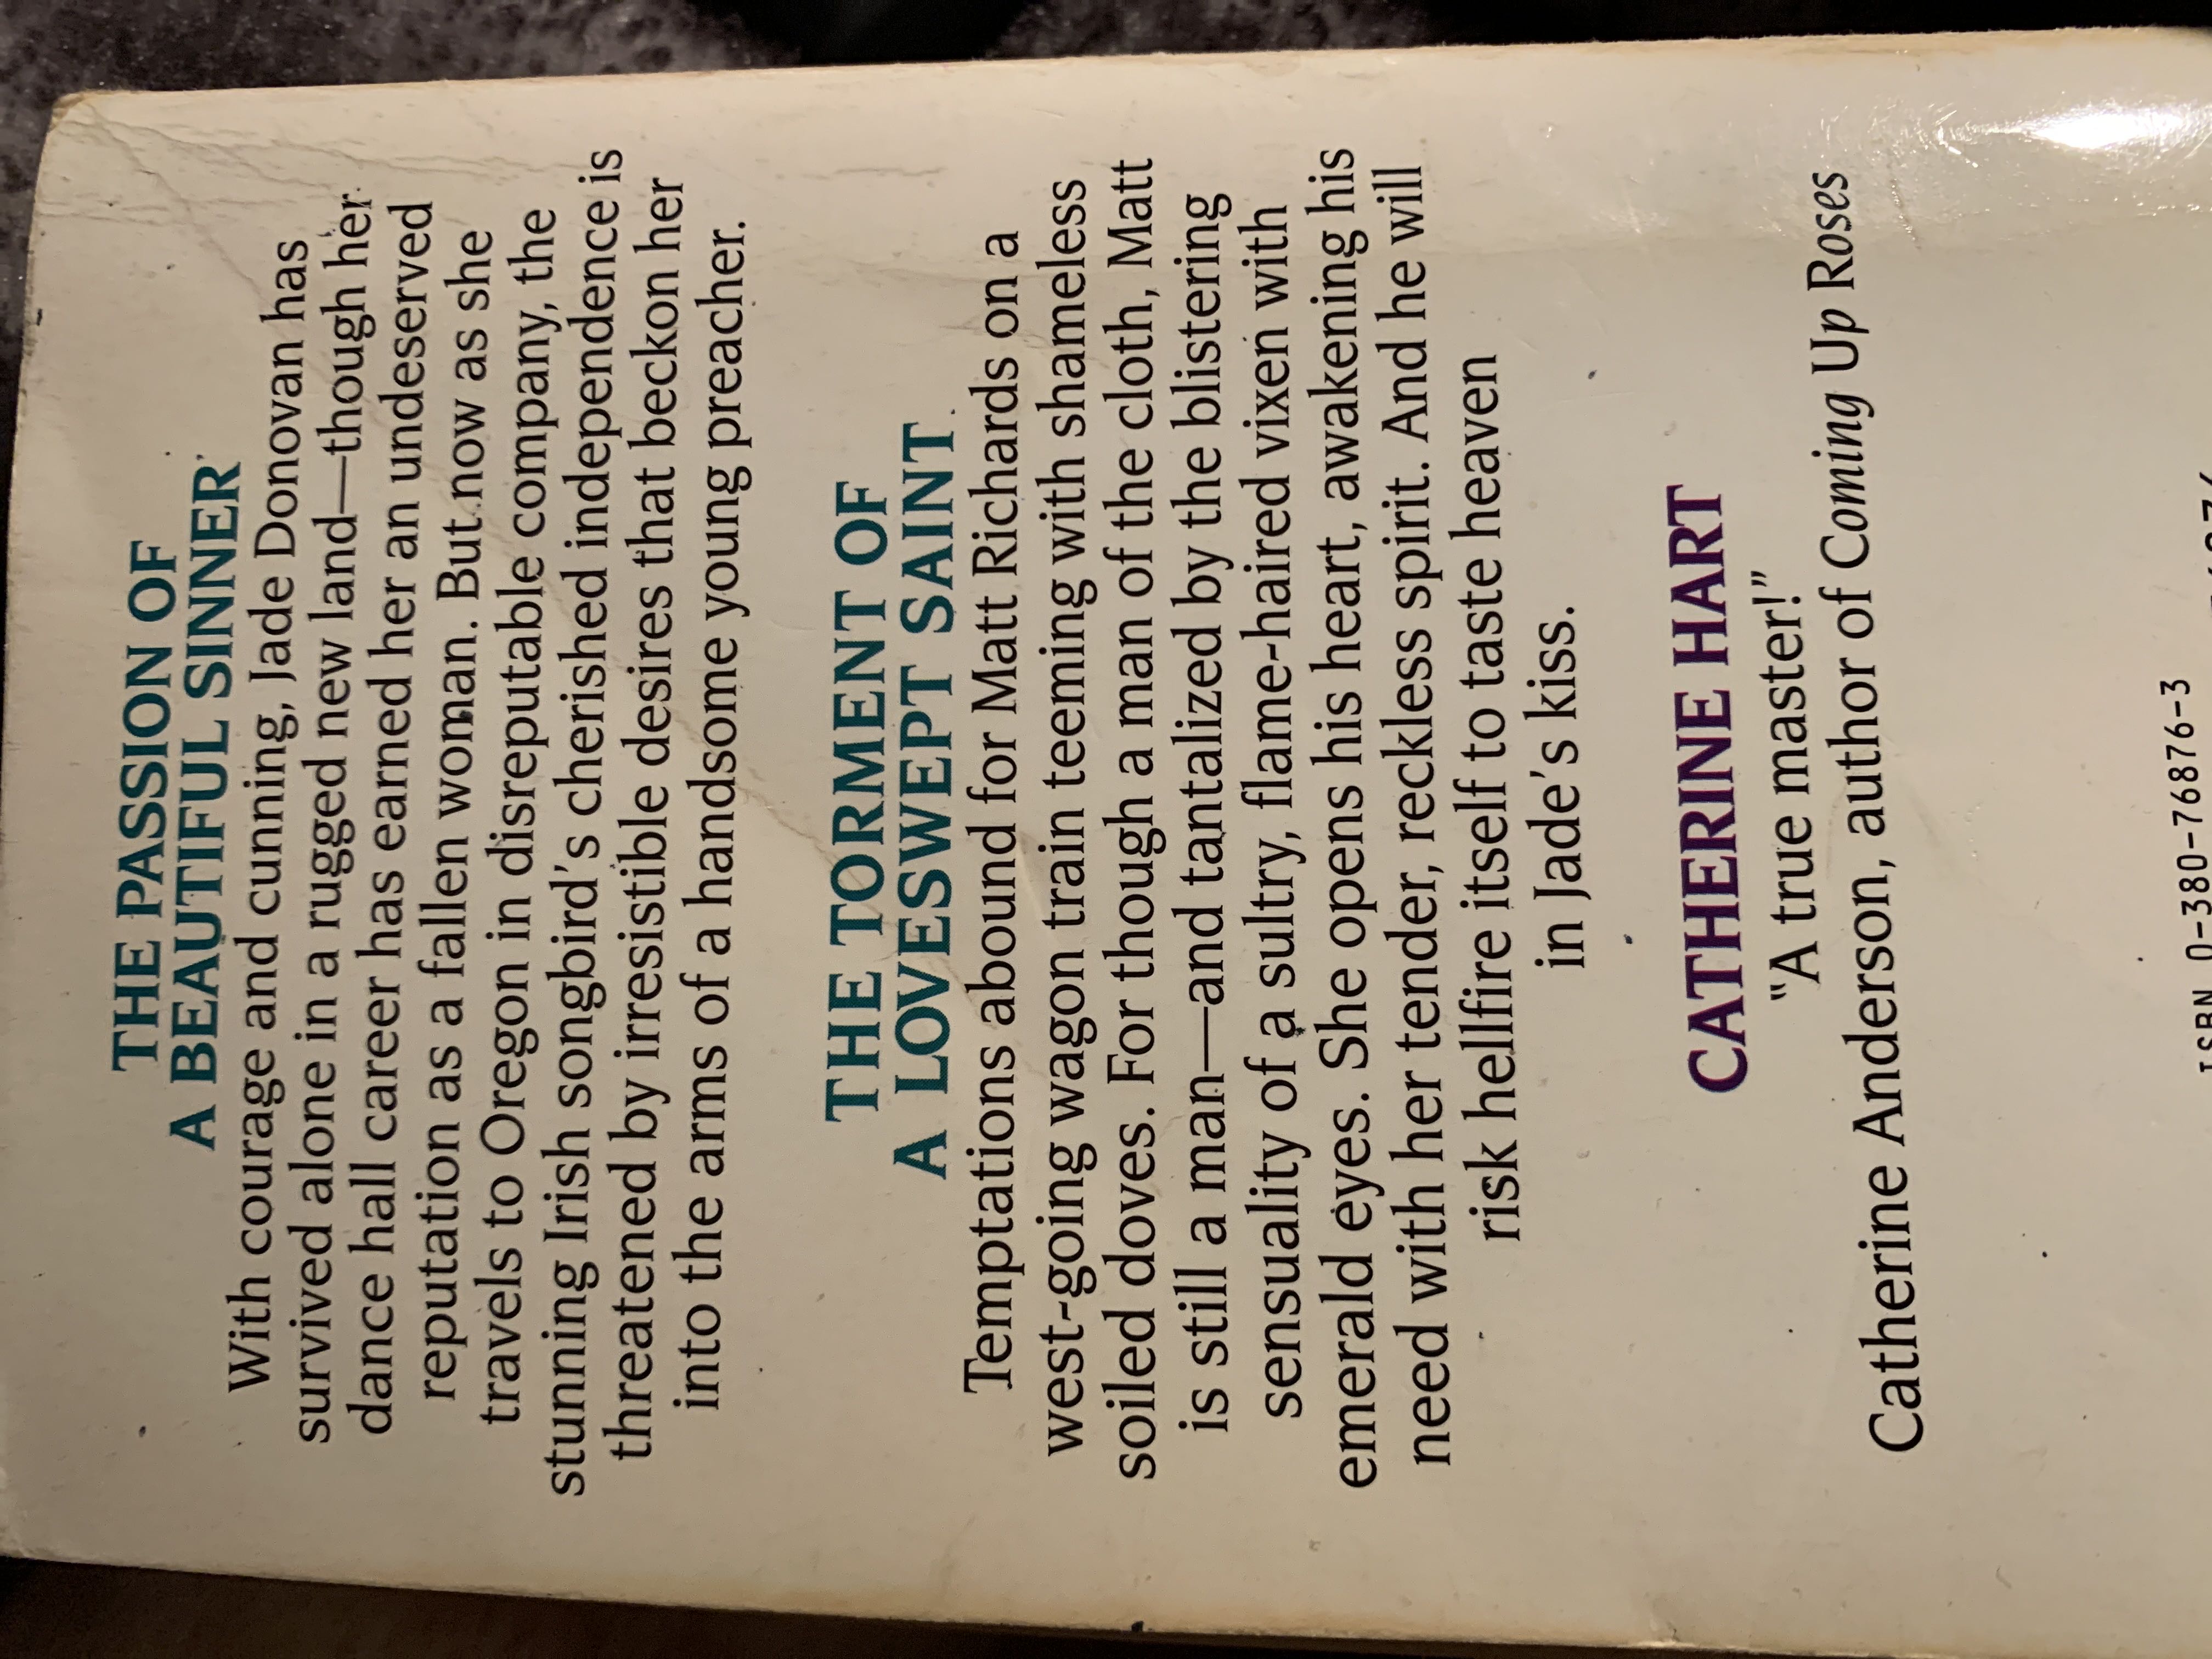 THE PASSION OF
A BEAUTIFUL SINNER
With courage and cunning, Jade Donovan has
survived alone in a rugged new land—though her
dance hall career has earned her an undeserved
reputation as a fallen woman. But now as she
travels to Oregon in disreputable company, the
stunning Irish songbird's cherished independence is
threatened by irresistible desires that beckon her
into the arms of a handsome young preacher.
THE TORMENT OF
A LOVESWEPT SAINT
Temptations abound for Matt Richards on a
west-going wagon train teeming with shameless
soiled doves. For though a man of the cloth, Matt
is still a man—and tantalized by the blistering
sensuality of a sultry, flame-haired vixen with
emerald eyes. She opens his heart, awakening his
need with her tender, reckless spirit. And he will
risk hellfire itself to taste heaven
in Jade's kiss.
CATHERINE HART
"A true master!"
Catherine Anderson, author of Coming Up Roses
ISBN 0-380-76876-3